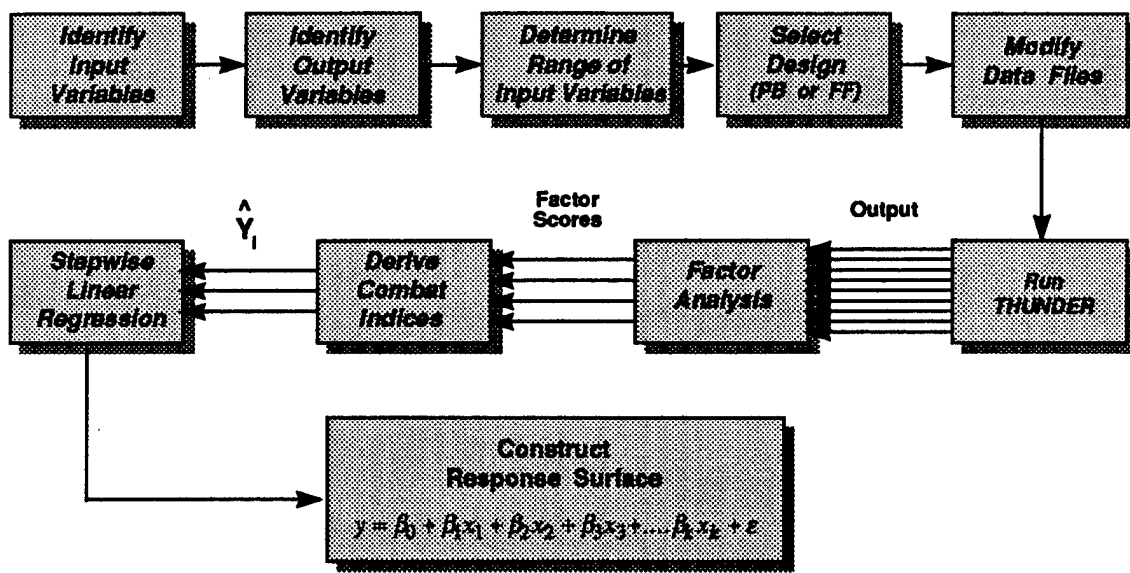 Identify
Input
Variables
Identify
Output
Variables
Determine
Range of
Input Variables
Select
Design
(PB or FF)
Modify
Data Files
Run
THUNDER
Output
Factor
Analysis
Factor
Scores
Derive
Combat
Indices
Ŷᵢ
Stepwise
Linear
Regression
Construct
Response Surface
y = β₀ + β₁x₁ + β₂x₂ + β₃x₃+....βₖxₖ + ε